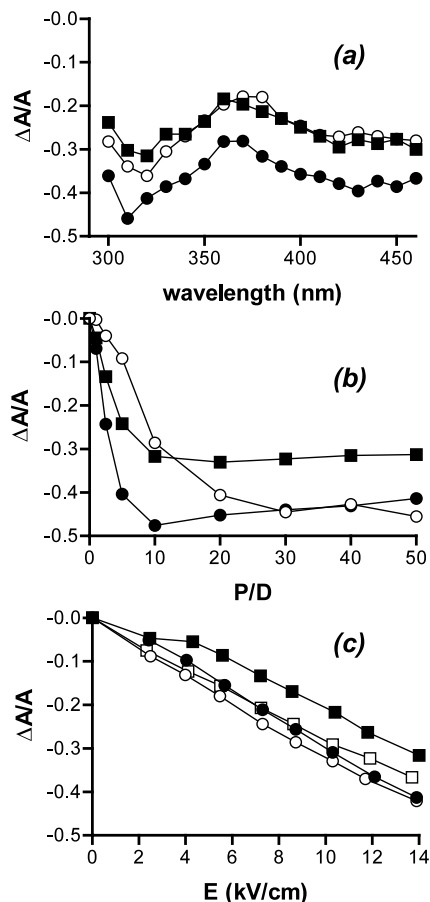 (a)
-0.0
-0.1
-0.2
-0.3
-0.4
-0.5
ΔA/A
300 350 400 450
wavelength (nm)
(b)
-0.0
-0.1
-0.2
-0.3
-0.4
-0.5
ΔA/A
0 10 20 30 40 50
P/D
(c)
-0.0
-0.1
-0.2
-0.3
-0.4
-0.5
ΔA/A
0 2 4 6 8 10 12 14
E (kV/cm)